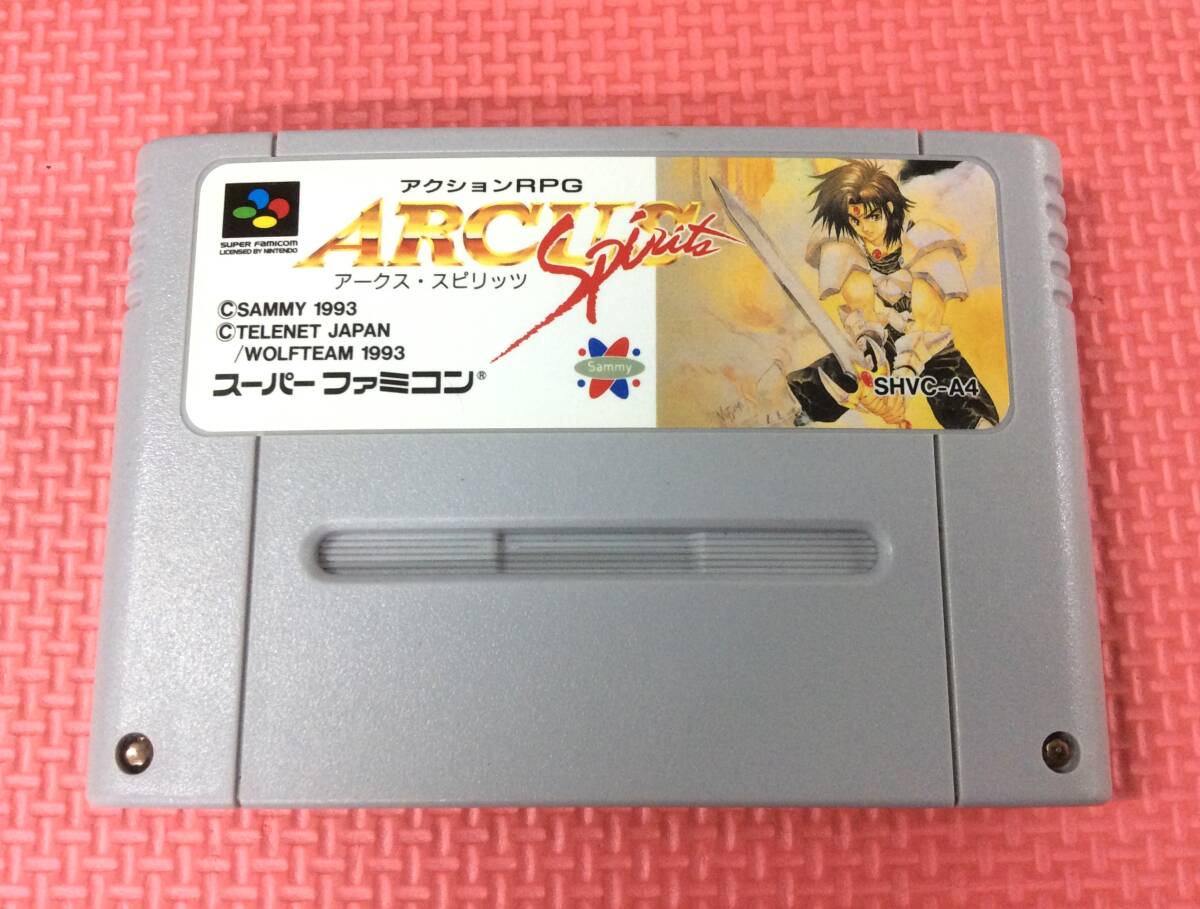 アクションRPG
ARCUS
Spirits
アークス・スピリッツ
SUPER FAMICOM
LICENSED BY NINTENDO
©SAMMY 1993
©TELENET JAPAN
/WOLFTEAM 1993
スーパーファミコン®
Sammy
SHVC-A4